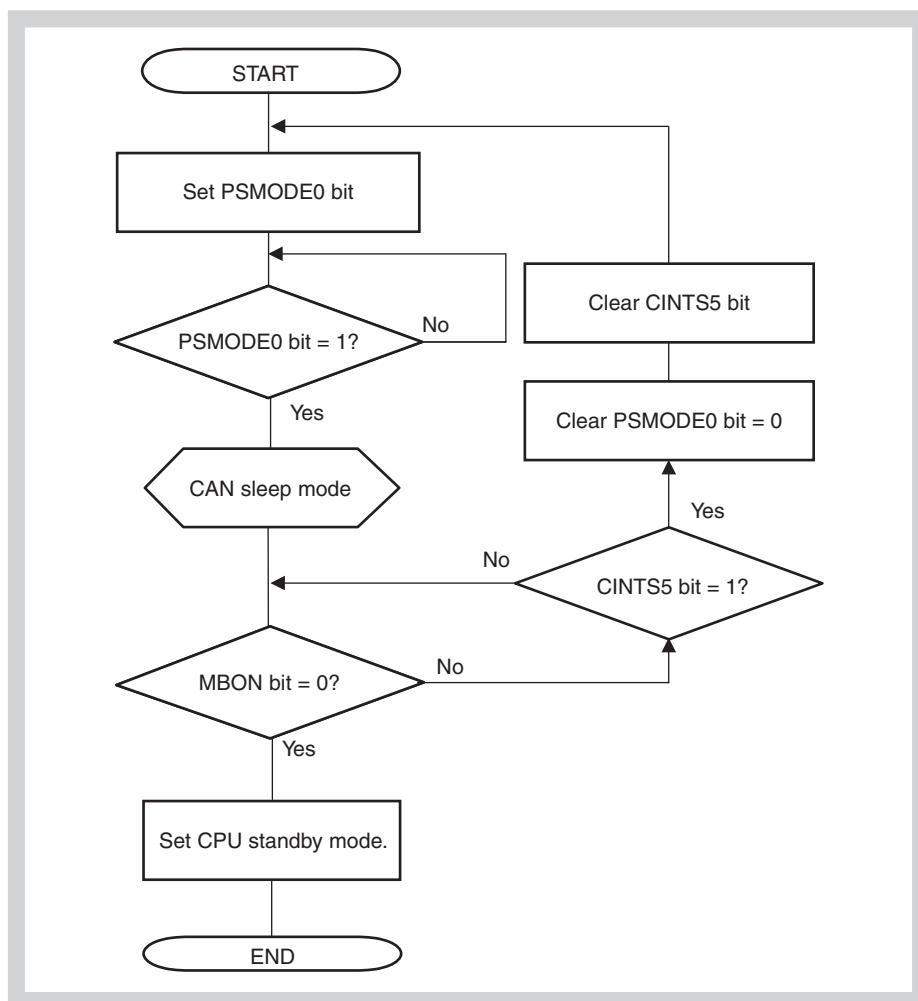 START
Set PSMODE0 bit
PSMODE0 bit = 1?
No
Yes
CAN sleep mode
MBON bit = 0?
No
Yes
Set CPU standby mode.
END
CINTS5 bit = 1?
No
Yes
Clear PSMODE0 bit = 0
Clear CINTS5 bit